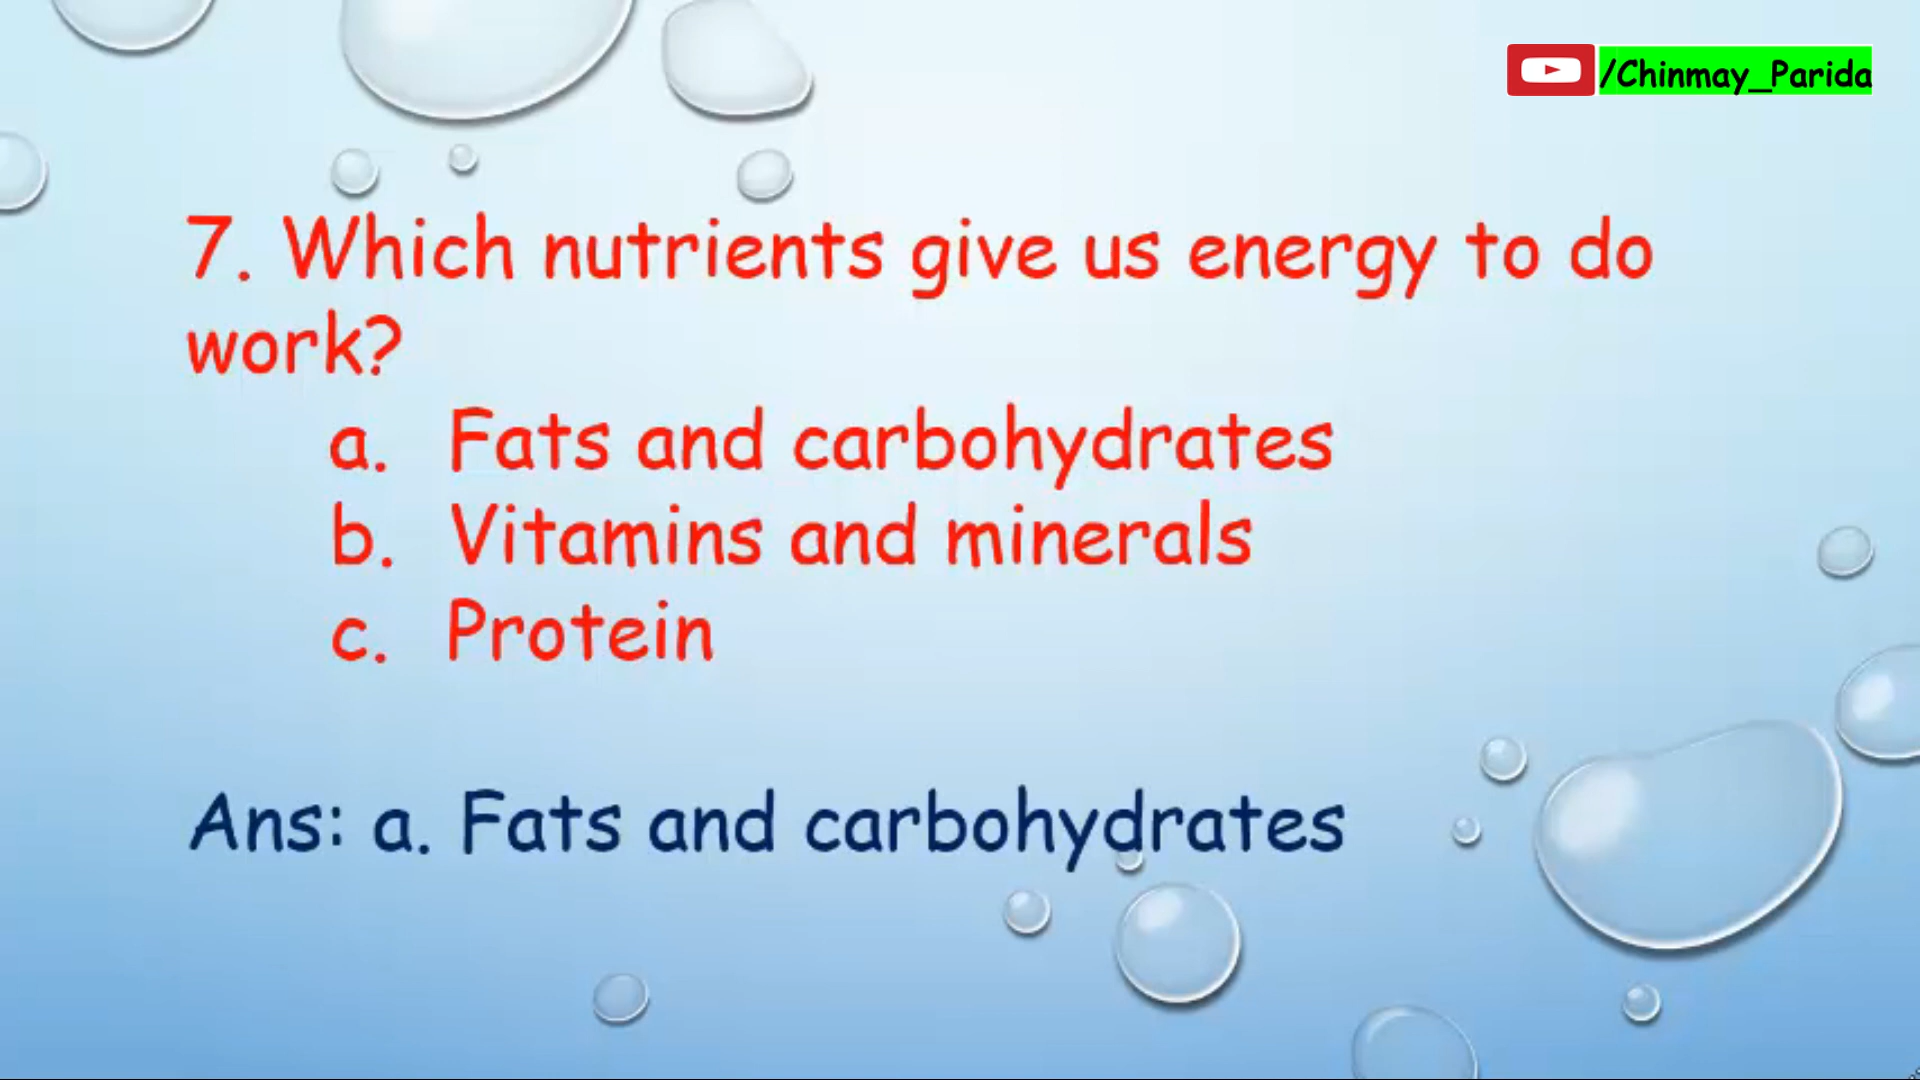 /Chinmay_Parida
7. Which nutrients give us energy to do
work?
a. Fats and carbohydrates
b. Vitamins and minerals
c. Protein
Ans: a. Fats and carbohydrates